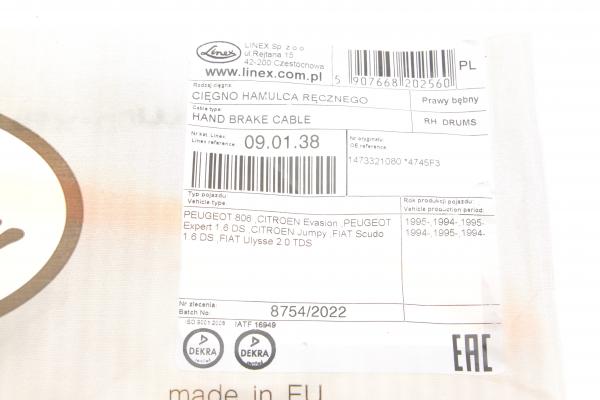 Linex
LINEX Sp. z o.o.
ul.Rejtana 15
42-200 Częstochowa
www.linex.com.pl
5 907668 202560
PL
Rodzaj cięgna:
CIĘGNO HAMULCA RĘCZNEGO
Prawy bębny
Cable type:
HAND BRAKE CABLE
RH DRUMS
Nr kat. Linex:
Linex reference
09.01.38
Nr oryginału:
OE reference:
1473321080 *4745F3
Typ pojazdu:
Vehicle type:
Rok produkcji pojazdu:
Vehicle production period:
PEUGEOT 806 ,CITROEN Evasion ,PEUGEOT
Expert 1.6 DS ,CITROEN Jumpy ,FIAT Scudo
1.6 DS ,FIAT Ulysse 2.0 TDS
1995-,1994-,1995-
1994-,1995-,1994-
Nr zlecenia:
Batch No:
8754/2022
ISO 9001:2008
IATF 16949
DEKRA
DEKRA
EAC
made in EU